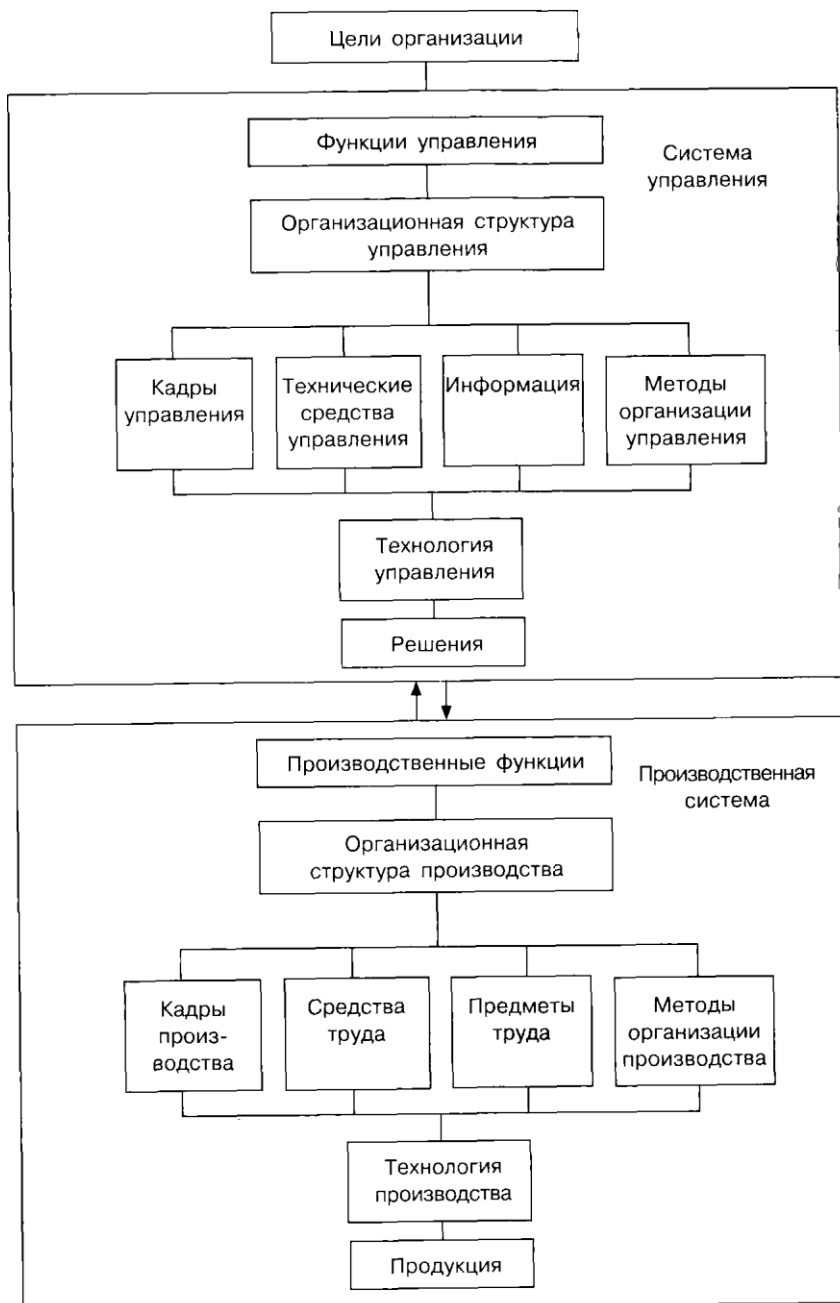 Цели организации
Функции управления
Система
управления
Организационная структура
управления
Кадры
управления
Технические
средства
управления
Информация
Методы
организации
управления
Технология
управления
Решения
Производственные функции
Производственная
система
Организационная
структура производства
Кадры
произ-
водства
Средства
труда
Предметы
труда
Методы
организации
производства
Технология
производства
Продукция